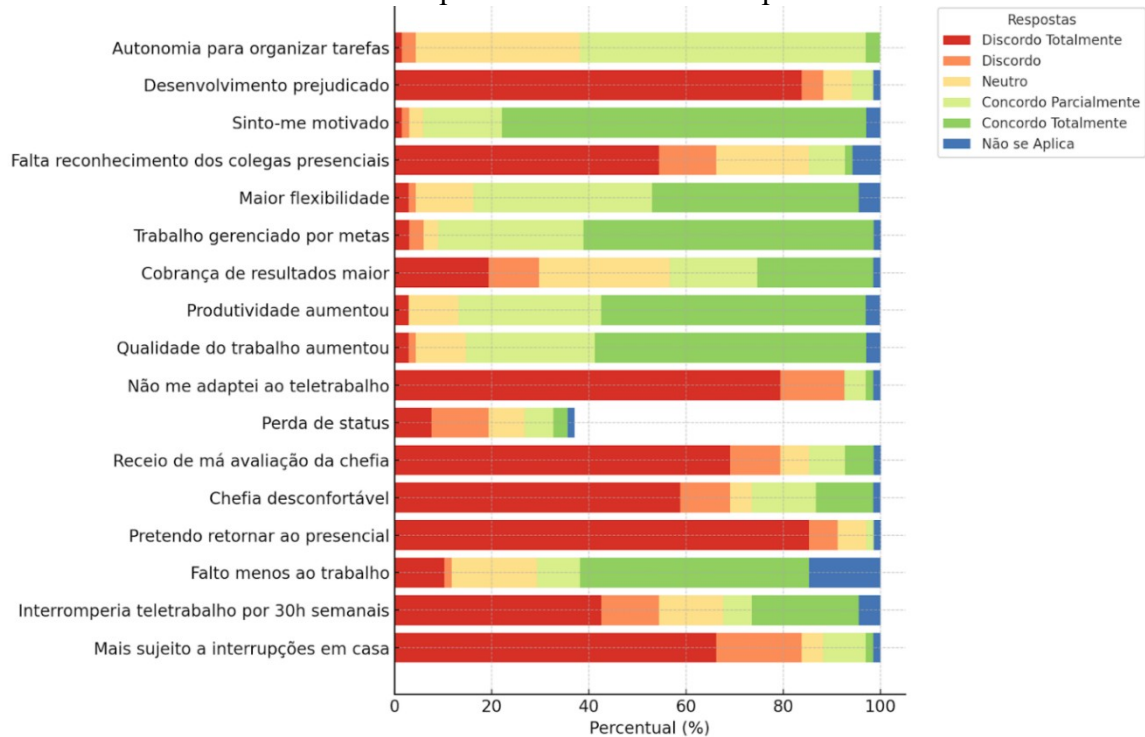 Autonomia para organizar tarefas
Desenvolvimento prejudicado
Sinto-me motivado
Falta reconhecimento dos colegas presenciais
Maior flexibilidade
Trabalho gerenciado por metas
Cobrança de resultados maior
Produtividade aumentou
Qualidade do trabalho aumentou
Não me adaptei ao teletrabalho
Perda de status
Receio de má avaliação da chefia
Chefia desconfortável
Pretendo retornar ao presencial
Falto menos ao trabalho
Interromperia teletrabalho por 30h semanais
Mais sujeito a interrupções em casa
0 20 40 60 80 100
Percentual (%)
Respostas
Discordo Totalmente
Discordo
Neutro
Concordo Parcialmente
Concordo Totalmente
Não se Aplica